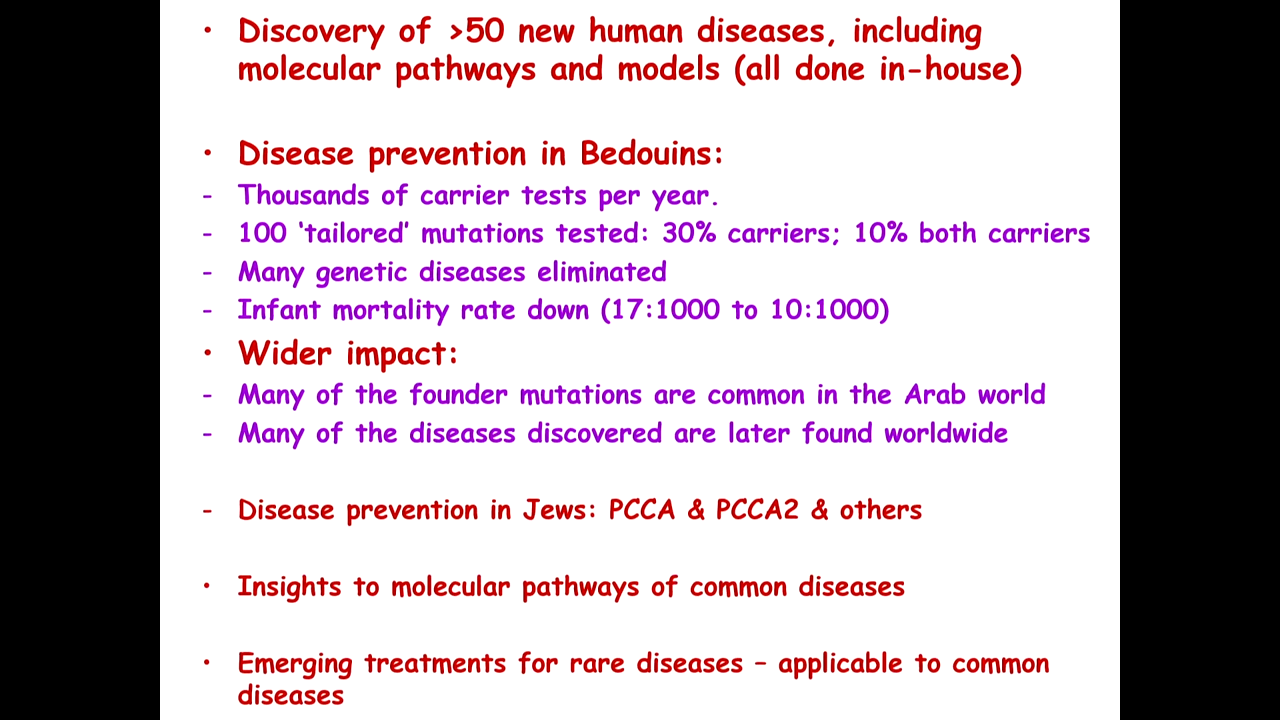 • Discovery of >50 new human diseases, including
molecular pathways and models (all done in-house)
• Disease prevention in Bedouins:
- Thousands of carrier tests per year.
- 100 ‘tailored’ mutations tested: 30% carriers; 10% both carriers
- Many genetic diseases eliminated
- Infant mortality rate down (17:1000 to 10:1000)
• Wider impact:
- Many of the founder mutations are common in the Arab world
- Many of the diseases discovered are later found worldwide
- Disease prevention in Jews: PCCA & PCCA2 & others
• Insights to molecular pathways of common diseases
• Emerging treatments for rare diseases – applicable to common
diseases